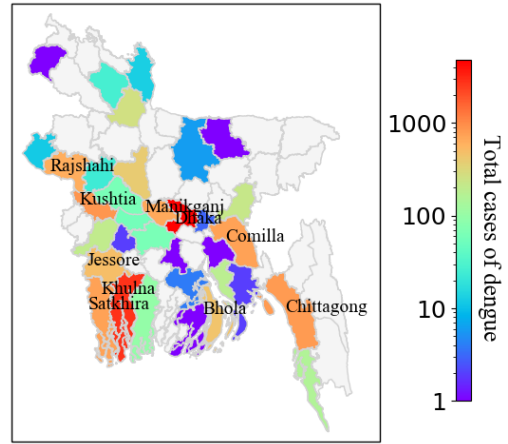 Rajshahi
Kushtia
Manikganj
Dhaka
Comilla
Jessore
Khulna
Satkhira
Bhola
Chittagong
1000
100
10
1
Total cases of dengue